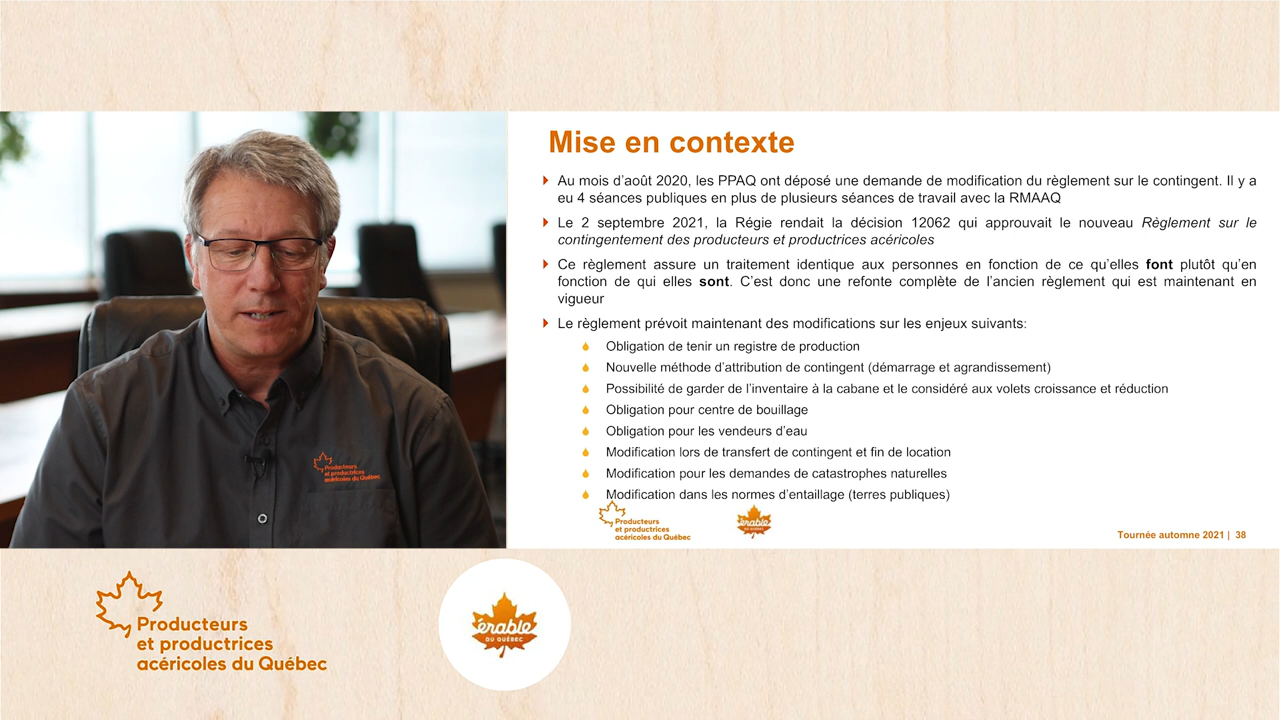 Mise en contexte
Au mois d'août 2020, les PPAQ ont déposé une demande de modification du règlement sur le contingent. Il y a
eu 4 séances publiques en plus de plusieurs séances de travail avec la RMAAQ
Le 2 septembre 2021, la Régie rendait la décision 12062 qui approuvait le nouveau Règlement sur le
contingentement des producteurs et productrices acéricoles
Ce règlement assure un traitement identique aux personnes en fonction de ce qu'elles font plutôt qu'en
fonction de qui elles sont. C'est donc une refonte complète de l'ancien règlement qui est maintenant en
vigueur
Le règlement prévoit maintenant des modifications sur les enjeux suivants:
Obligation de tenir un registre de production
Nouvelle méthode d'attribution de contingent (démarrage et agrandissement)
Possibilité de garder de l'inventaire à la cabane et le considéré aux volets croissance et réduction
Obligation pour centre de bouillage
Obligation pour les vendeurs d'eau
Modification lors de transfert de contingent et fin de location
Modification pour les demandes de catastrophes naturelles
Modification dans les normes d'entaillage (terres publiques)
Producteurs
et productrices
acéricoles du Québec
érable
DU QUÉBEC
Tournée automne 2021 | 38
Producteurs
et productrices
acéricoles du Québec
Producteurs
et productrices
acéricoles du Québec
érable
DU QUÉBEC